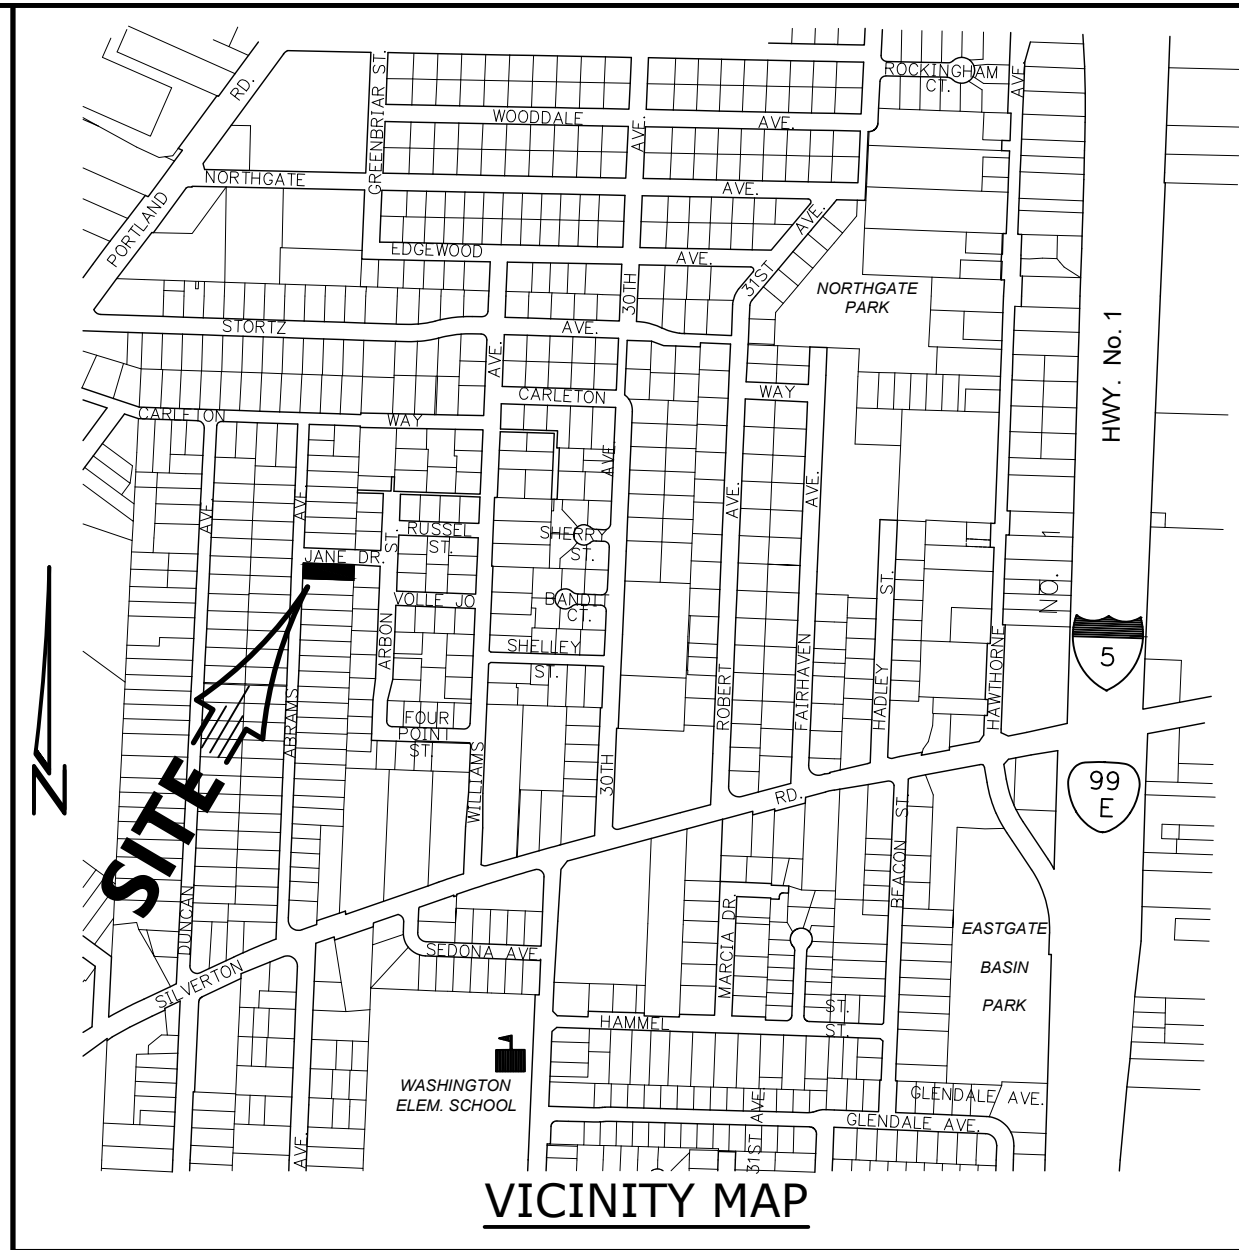 ROCKINGHAM
CT.
AVE
RD.
GREENBRIAR ST.
WOODDALE
AVE.
AVE.
NORTHGATE
AVE.
PORTLAND
EDGEWOOD
AVE.
31ST
AVE.
NORTHGATE
PARK
30TH
STORTZ
AVE.
AVE.
HWY. No. 1
CARLETON
WAY
CARLETON
WAY
AVE.
AVE.
AVE.
AVE.
AVE.
RUSSEL
ST.
SHERRY
ST.
JANE DR.
ST.
VOLLE JO
BANDIT
CT.
ST.
NO. 1
ARBON
SHELLEY
ST.
5
ABRAMS
FOUR
POINT
ST.
WILLIAMS
30TH
ROBERT
FAIRHAVEN
HADLEY
HAWTHORNE
N
SITE
RD.
99
E
BEACON ST.
DUNCAN
SILVERTON
SEDONA AVE
MARCIA DR.
EASTGATE
BASIN
PARK
HAMMEL
ST.
ST.
WASHINGTON
ELEM. SCHOOL
GLENDALE AVE.
GLENDALE AVE.
31ST AVE
AVE.
VICINITY MAP